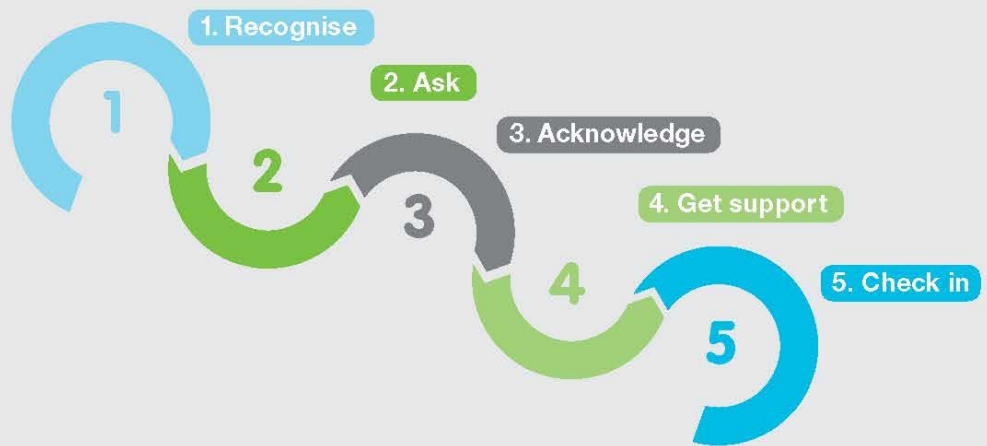 1. Recognise
1
2. Ask
2
3. Acknowledge
3
4. Get support
4
5. Check in
5